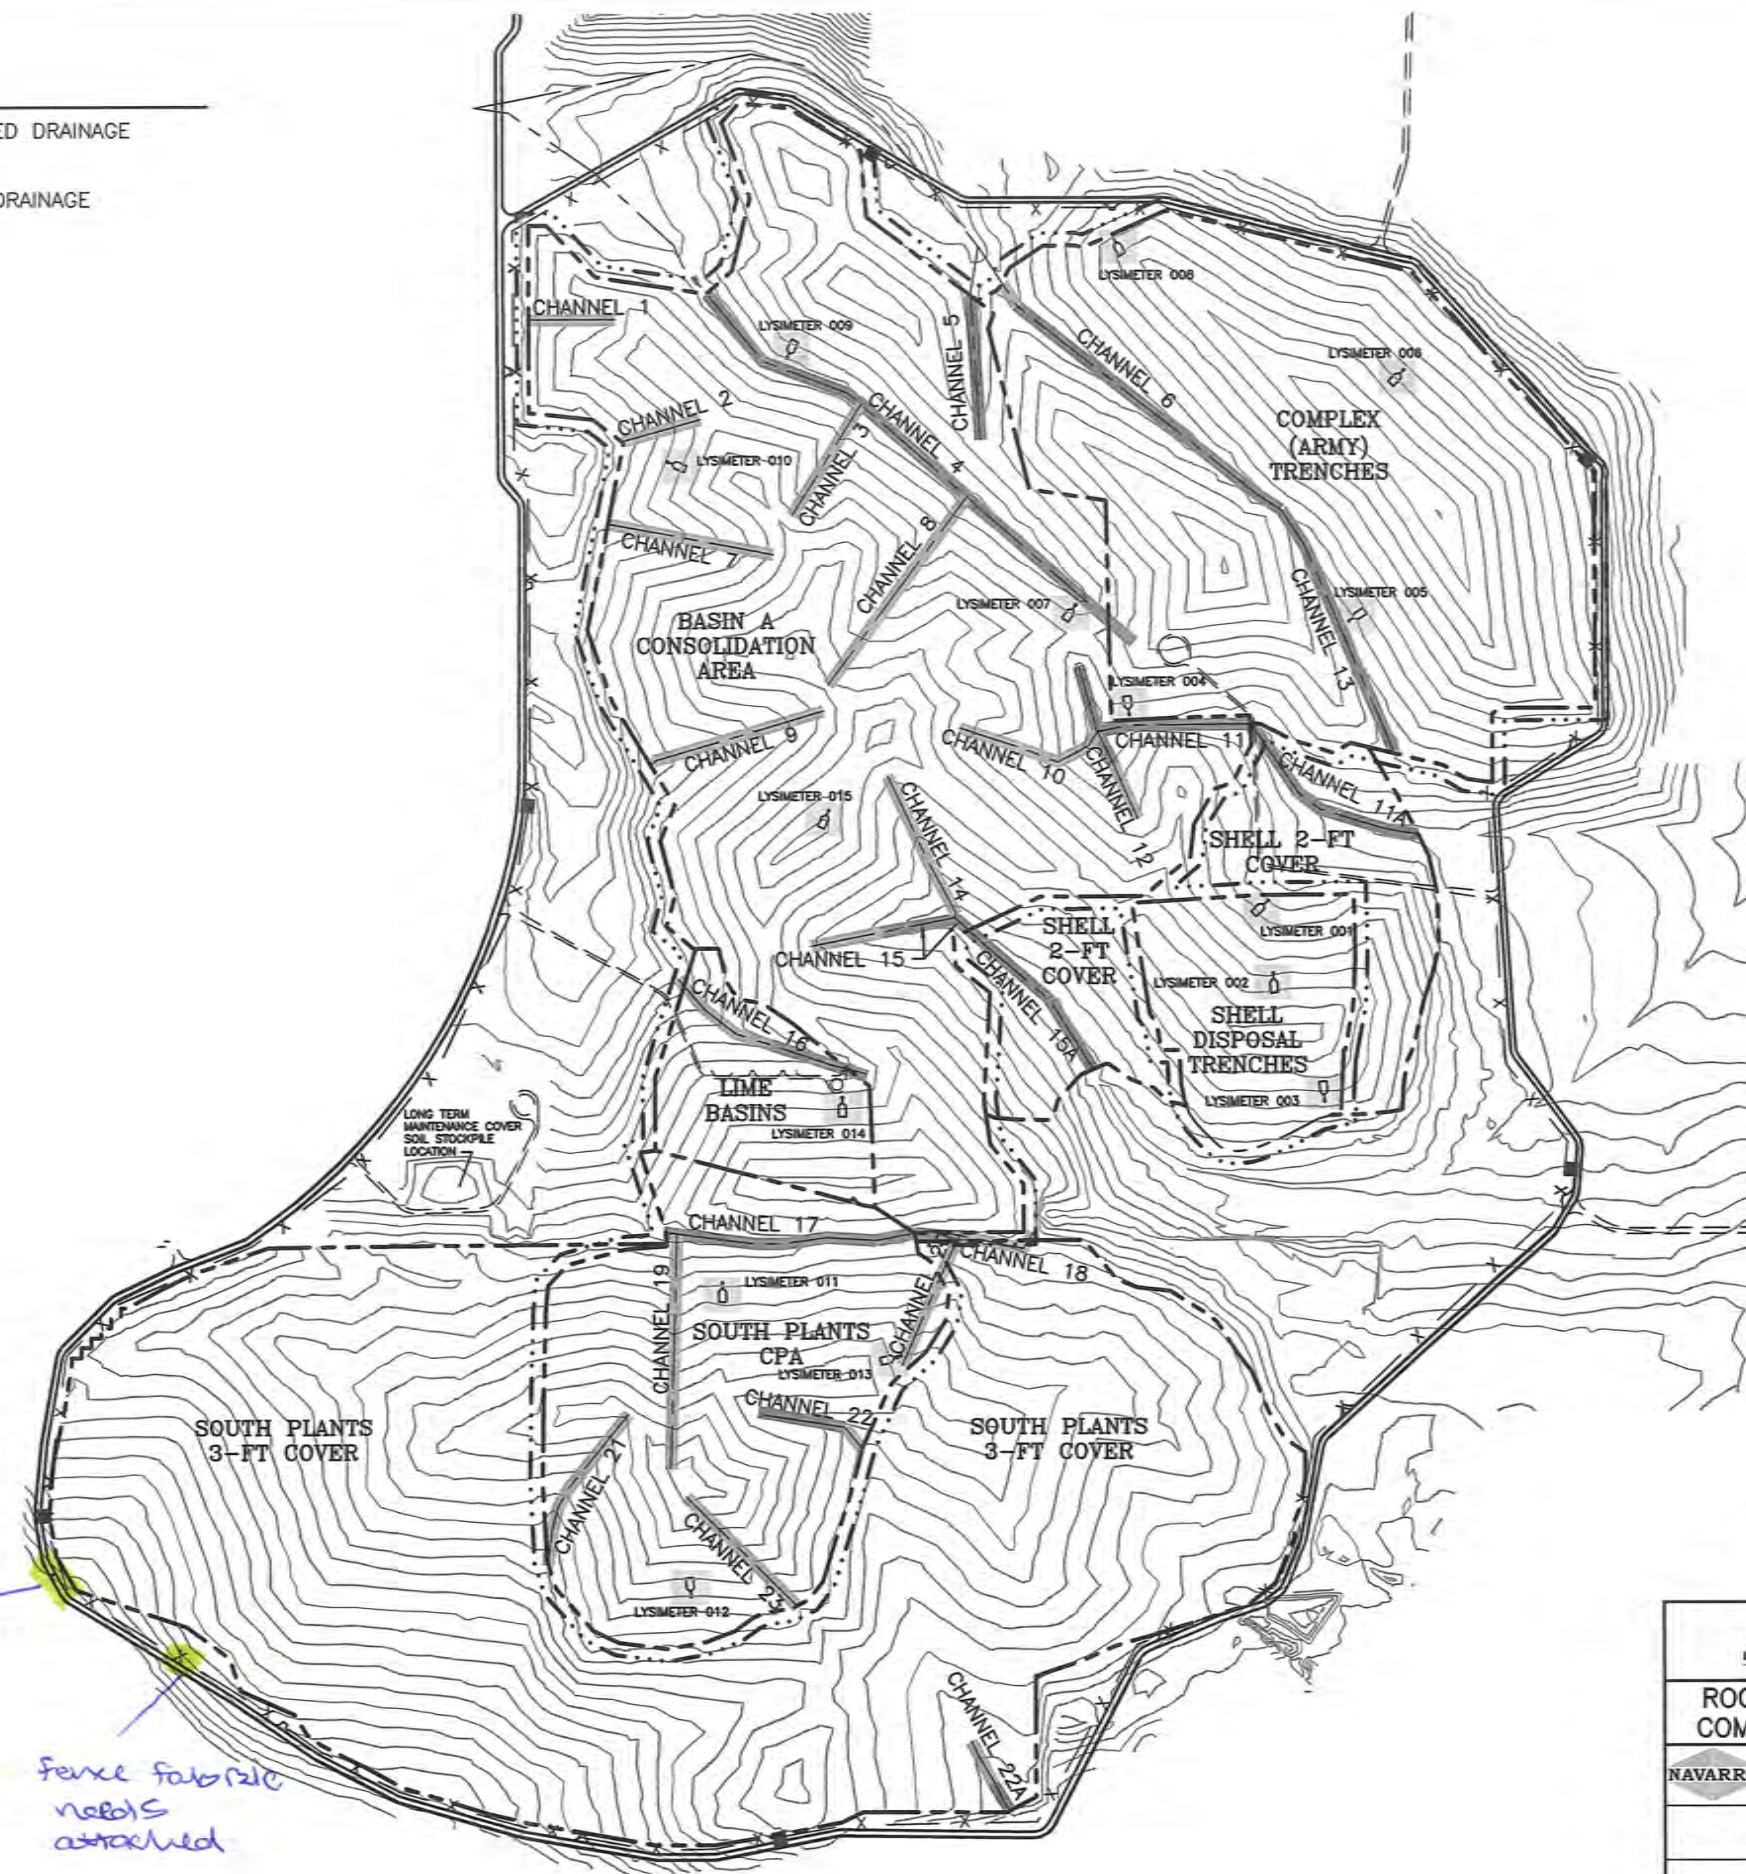 ED DRAINAGE
DRAINAGE
LYSIMETER 008
CHANNEL 1
LYSIMETER 009
CHANNEL 5
CHANNEL 6
LYSIMETER 006
CHANNEL 2
CHANNEL 3
CHANNEL 4
COMPLEX
(ARMY)
TRENCHES
LYSIMETER 010
CHANNEL 7
CHANNEL 8
LYSIMETER 007
CHANNEL 13
LYSIMETER 005
BASIN A
CONSOLIDATION
AREA
LYSIMETER 004
CHANNEL 9
CHANNEL 10
CHANNEL 11
CHANNEL 12
CHANNEL 11A
LYSIMETER 015
CHANNEL 14
SHELL 2-FT
COVER
SHELL
2-FT
COVER
LYSIMETER 001
CHANNEL 15
CHANNEL 15A
LYSIMETER 002
CHANNEL 16
SHELL
DISPOSAL
TRENCHES
LIME
BASINS
LYSIMETER 003
LONG TERM
MAINTENANCE COVER
SOIL STOCKPILE
LOCATION
LYSIMETER 014
CHANNEL 17
CHANNEL 18
CHANNEL 19
LYSIMETER 011
CHANNEL
SOUTH PLANTS
CPA
LYSIMETER 013
CHANNEL 22
SOUTH PLANTS
3-FT COVER
SOUTH PLANTS
3-FT COVER
CHANNEL 21
CHANNEL 23
LYSIMETER 012
CHANNEL 22A
fence fabric
needs
attached
ROC
COM
NAVARR